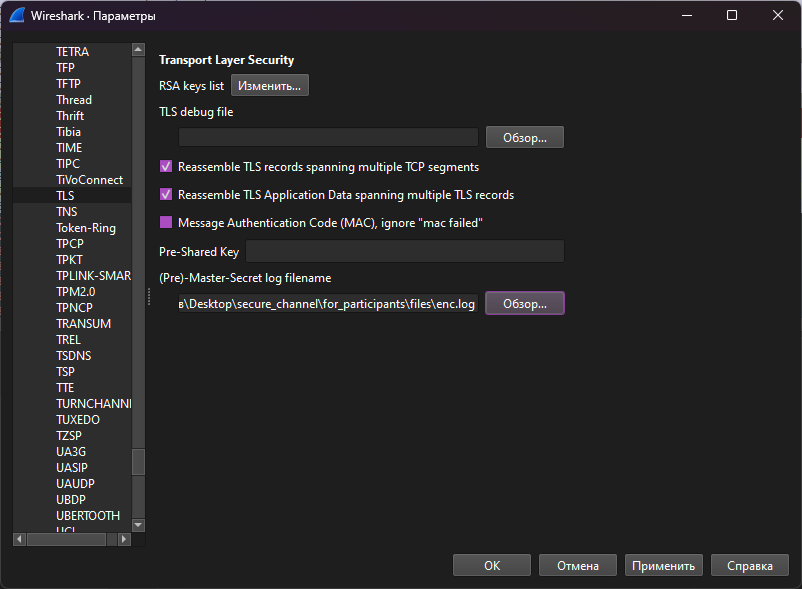 Wireshark · Параметры
TETRA
TFP
TFTP
Thread
Thrift
Tibia
TIME
TIPC
TiVoConnect
TLS
TNS
Token-Ring
TPCP
TPKT
TPLINK-SMAR
TPM2.0
TPNCP
TRANSUM
TREL
TSDNS
TSP
TTE
TURNCHANN
TUXEDO
TZSP
UA3G
UASIP
UAUDP
UBDP
UBERTOOTH
UCI
Transport Layer Security
RSA keys list Изменить...
TLS debug file
Обзор...
Reassemble TLS records spanning multiple TCP segments
Reassemble TLS Application Data spanning multiple TLS records
Message Authentication Code (MAC), ignore "mac failed"
Pre-Shared Key
(Pre)-Master-Secret log filename
в\Desktop\secure_channel\for_participants\files\enc.log Обзор...
OK Отмена Применить Справка